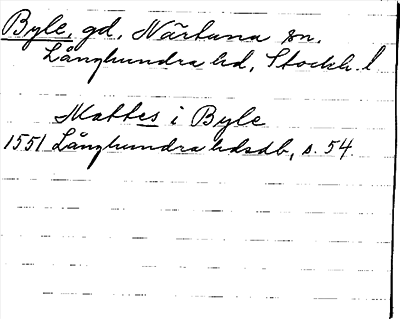 Byle, gd, Närtuna sn,
Långhundra hd, Stockh. l
Mattes i Byle
1551 Långhundra hdsdb, s. 54.